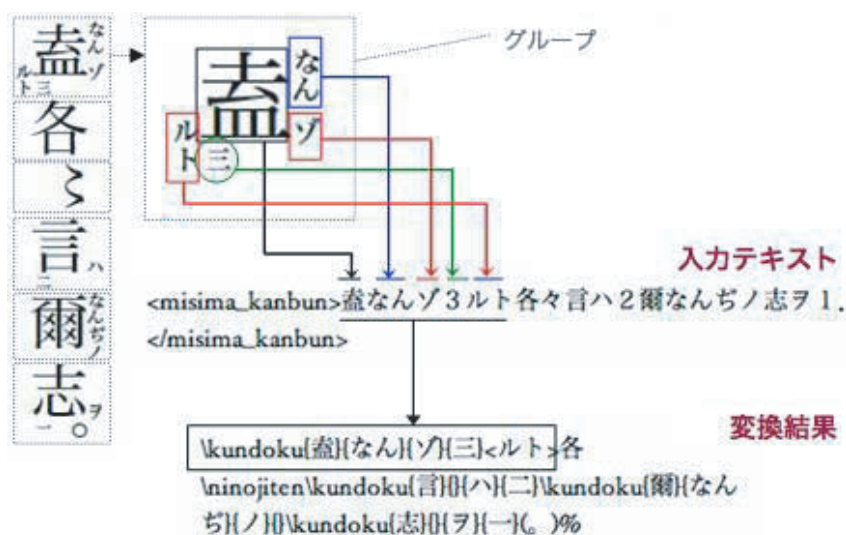 盍なんゾ三ルト
各
〻
言ハ二
爾なんぢノ
志ヲ一。
グループ
盍なんゾ三ルト
入力テキスト
<misima_kanbun>盍なんゾ3ルト各々言ハ2爾なんぢノ志ヲ1.
</misima_kanbun>
変換結果
\kundoku{盍}{なん}{ゾ}{三}<ルト>各
\ninojiten\kundoku{言}{}{ハ}{二}\kundoku{爾}{なん
ぢ}{ノ}{}\kundoku{志}{}{ヲ}{一}(。)%